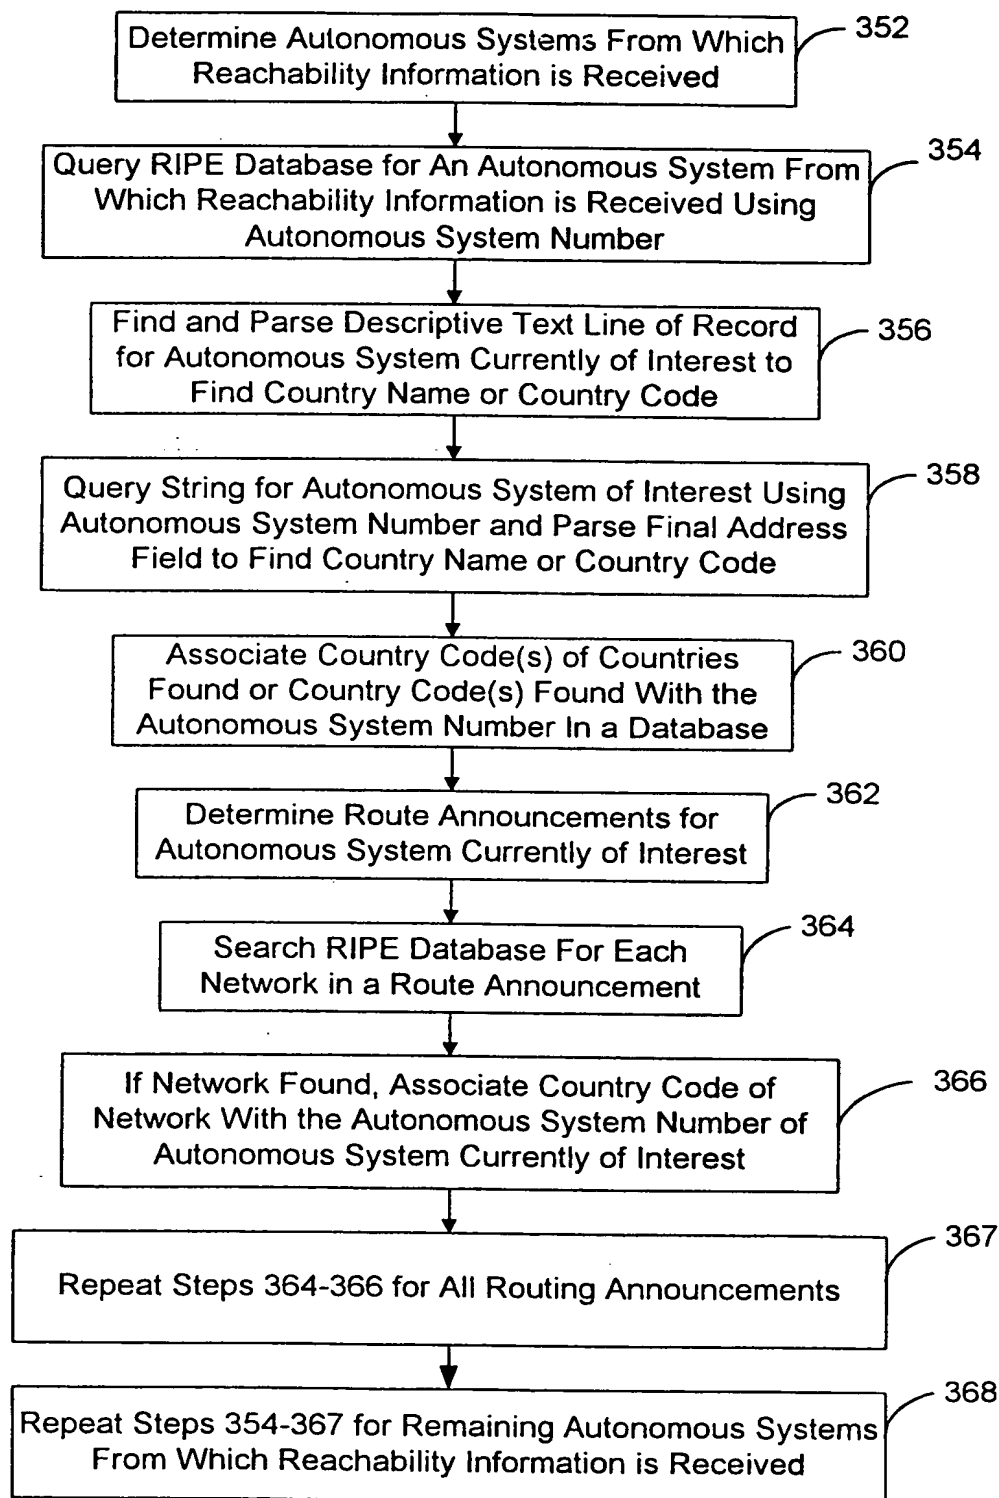 Determine Autonomous Systems From Which
Reachability Information is Received
352
Query RIPE Database for An Autonomous System From
Which Reachability Information is Received Using
Autonomous System Number
354
Find and Parse Descriptive Text Line of Record
for Autonomous System Currently of Interest to
Find Country Name or Country Code
356
Query String for Autonomous System of Interest Using
Autonomous System Number and Parse Final Address
Field to Find Country Name or Country Code
358
Associate Country Code(s) of Countries
Found or Country Code(s) Found With the
Autonomous System Number In a Database
360
Determine Route Announcements for
Autonomous System Currently of Interest
362
Search RIPE Database For Each
Network in a Route Announcement
364
If Network Found, Associate Country Code of
Network With the Autonomous System Number of
Autonomous System Currently of Interest
366
Repeat Steps 364-366 for All Routing Announcements
367
Repeat Steps 354-367 for Remaining Autonomous Systems
From Which Reachability Information is Received
368